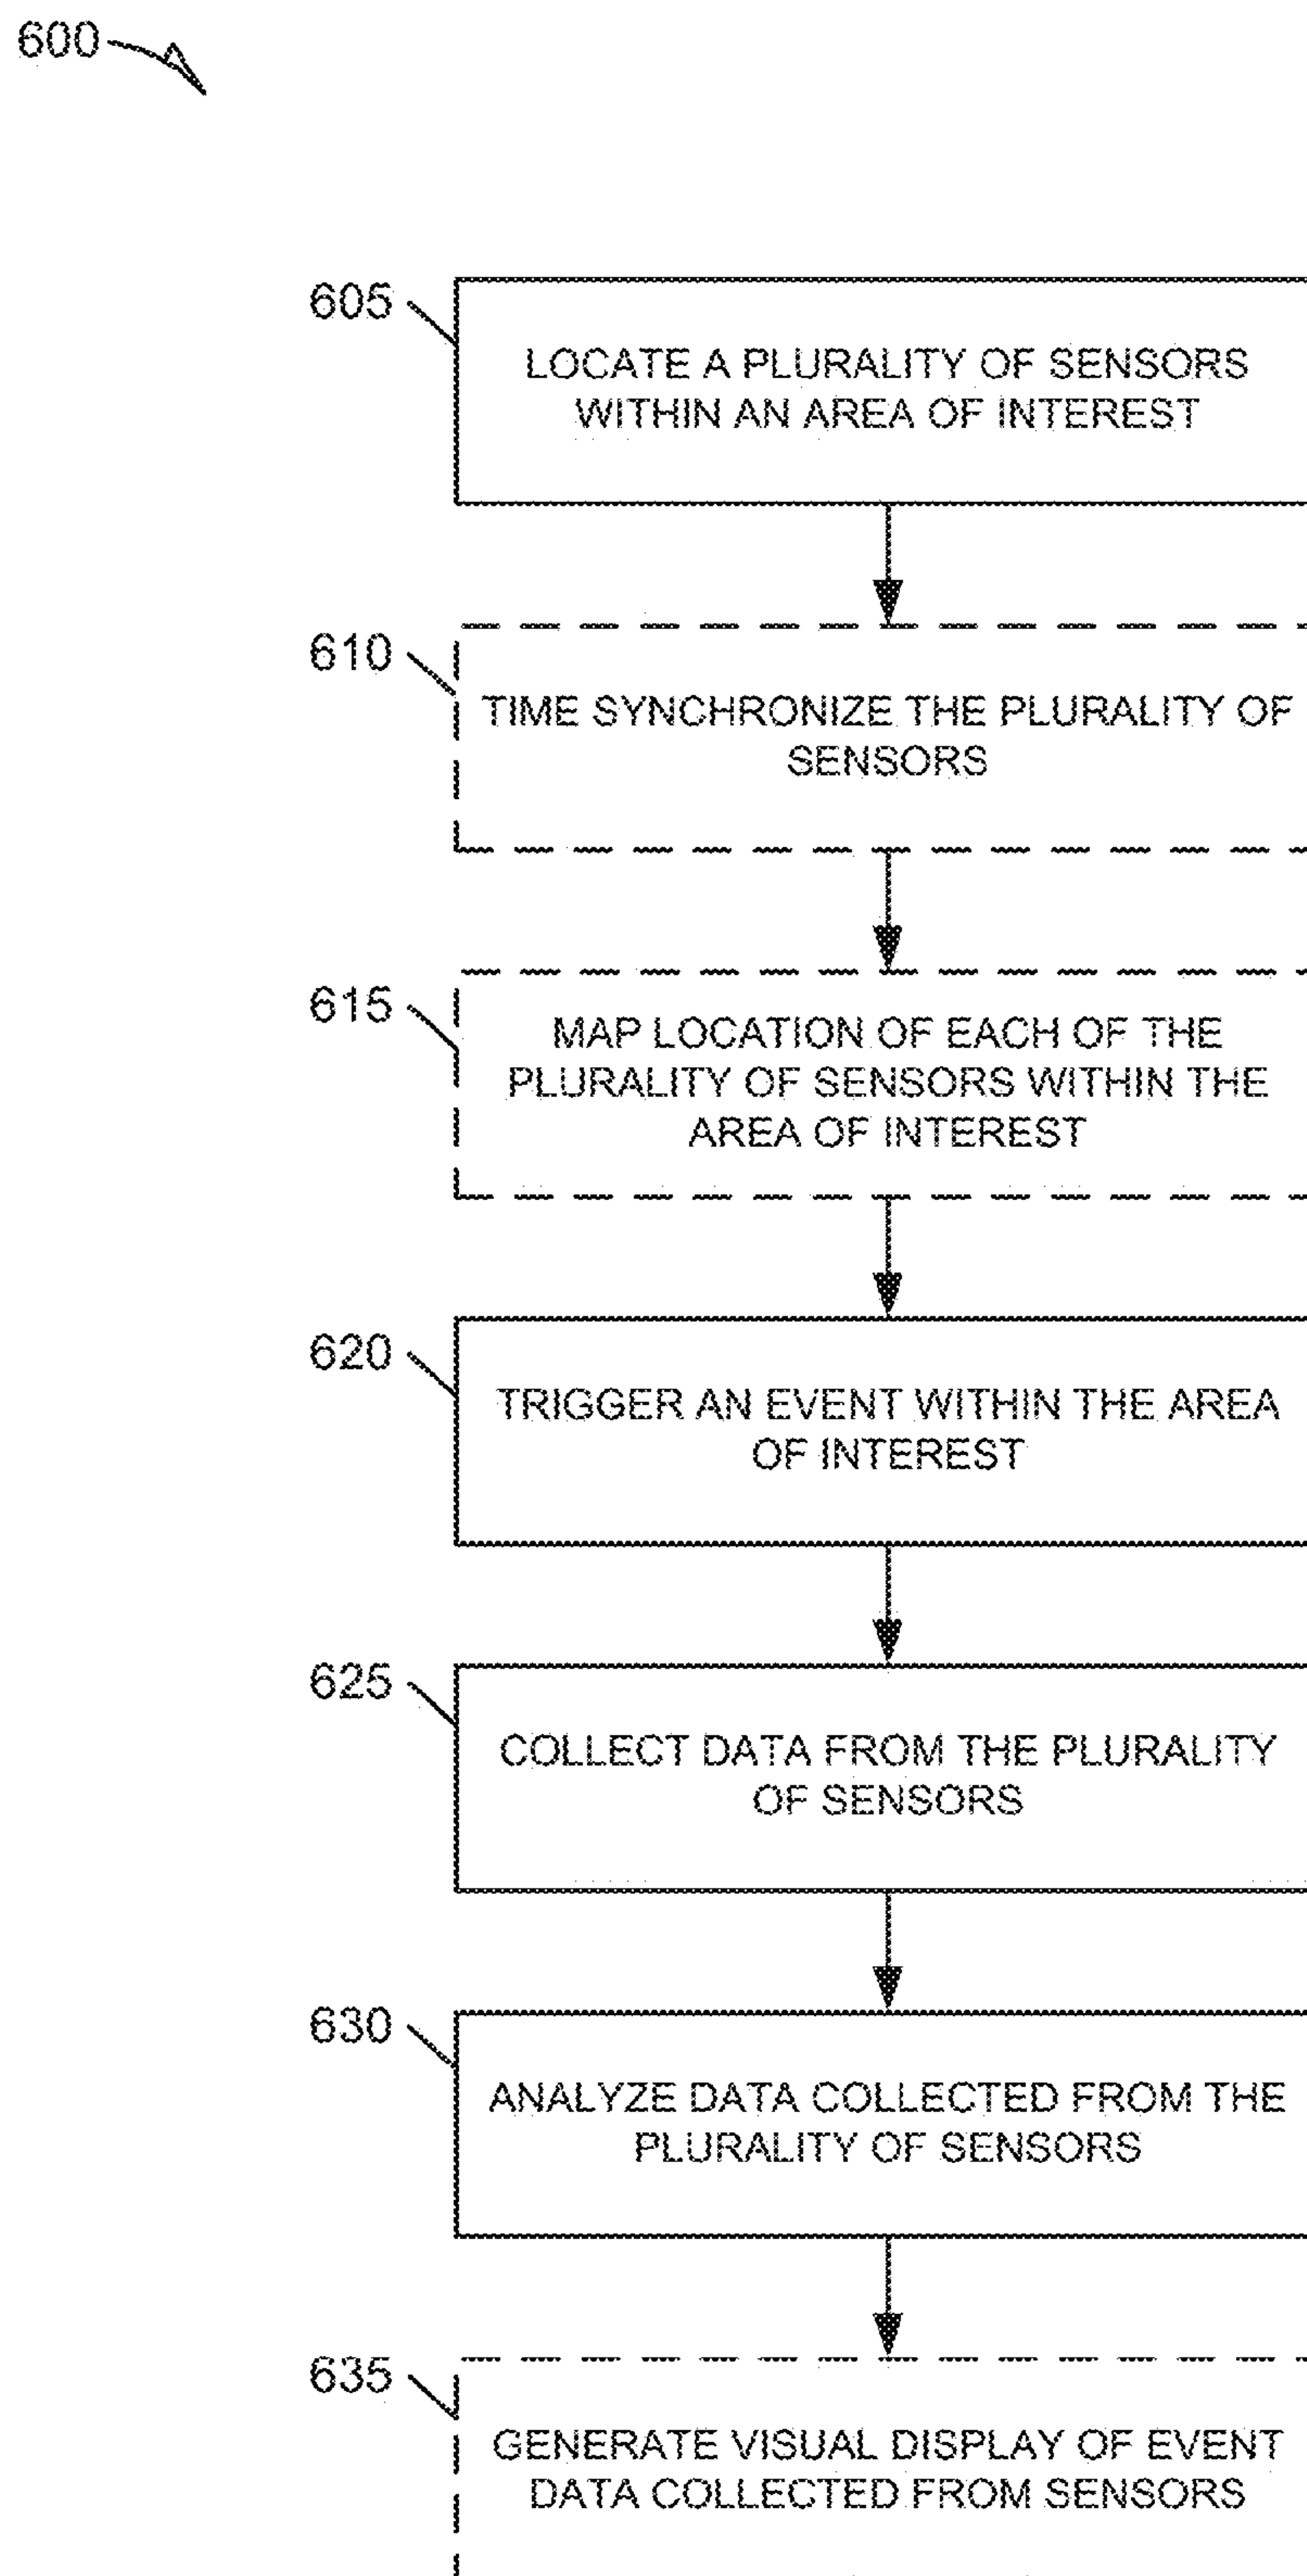 600
605
LOCATE A PLURALITY OF SENSORS
WITHIN AN AREA OF INTEREST
610
TIME SYNCHRONIZE THE PLURALITY OF
SENSORS
615
MAP LOCATION OF EACH OF THE
PLURALITY OF SENSORS WITHIN THE
AREA OF INTEREST
620
TRIGGER AN EVENT WITHIN THE AREA
OF INTEREST
625
COLLECT DATA FROM THE PLURALITY
OF SENSORS
630
ANALYZE DATA COLLECTED FROM THE
PLURALITY OF SENSORS
635
GENERATE VISUAL DISPLAY OF EVENT
DATA COLLECTED FROM SENSORS